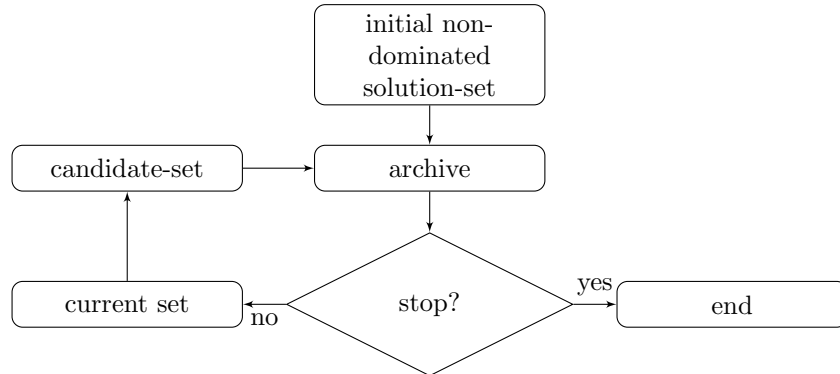 initial non-
dominated
solution-set
candidate-set
archive
current set
no
stop?
yes
end